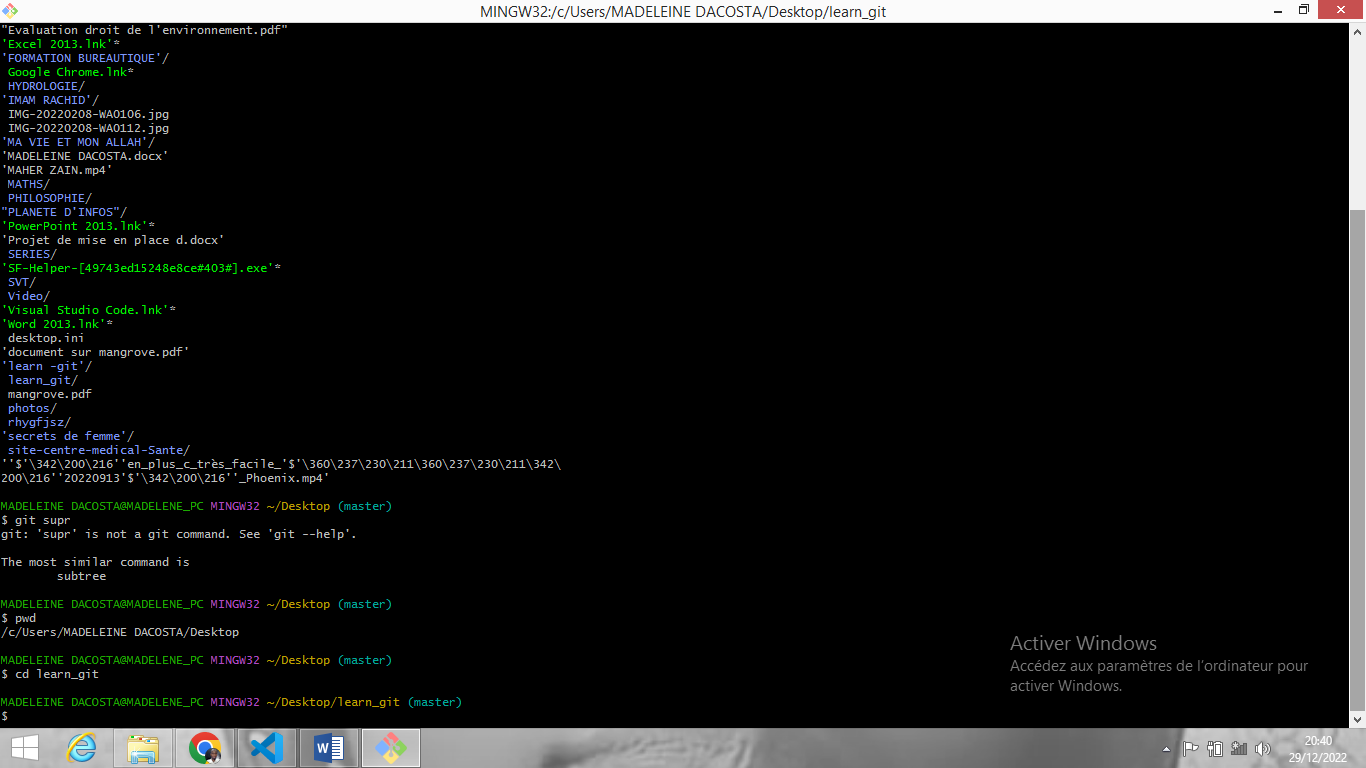 MINGW32:/c/Users/MADELEINE DACOSTA/Desktop/learn_git
"Evaluation droit de l'environnement.pdf"
'Excel 2013.lnk'*
'FORMATION BUREAUTIQUE'/
Google Chrome.lnk*
HYDROLOGIE/
'IMAM RACHID'/
IMG-20220208-WA0106.jpg
IMG-20220208-WA0112.jpg
'MA VIE ET MON ALLAH'/
'MADELEINE DACOSTA.docx'
'MAHER ZAIN.mp4'
MATHS/
PHILOSOPHIE/
"PLANETE D'INFOS"/
'PowerPoint 2013.lnk'*
'Projet de mise en place d.docx'
SERIES/
'SF-Helper-[49743ed15248e8ce#403#].exe'*
SVT/
Video/
'Visual Studio Code.lnk'*
'Word 2013.lnk'*
desktop.ini
'document sur mangrove.pdf'
'learn -git'/
learn_git/
mangrove.pdf
photos/
rhygfjsz/
'secrets de femme'/
site-centre-medical-Sante/
''$'\342\200\216''en_plus_c_très_facile_'$'\360\237\230\211\360\237\230\211\342\
200\216''20220913'$'\342\200\216''_Phoenix.mp4'
MADELEINE DACOSTA@MADELENE_PC MINGW32 ~/Desktop (master)
$ git supr
git: 'supr' is not a git command. See 'git --help'.
The most similar command is
subtree
MADELEINE DACOSTA@MADELENE_PC MINGW32 ~/Desktop (master)
$ pwd
/c/Users/MADELEINE DACOSTA/Desktop
MADELEINE DACOSTA@MADELENE_PC MINGW32 ~/Desktop (master)
$ cd learn_git
MADELEINE DACOSTA@MADELENE_PC MINGW32 ~/Desktop/learn_git (master)
$
Activer Windows
Accédez aux paramètres de l'ordinateur pour
activer Windows.
20:40
29/12/2022